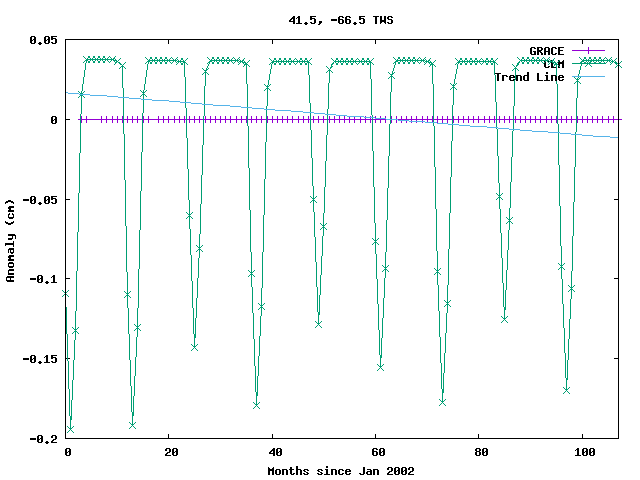 41.5, -66.5 TWS
0.05
0
-0.05
-0.1
-0.15
-0.2
Anomaly (cm)
GRACE
CLM
Trend Line
0 20 40 60 80 100
Months since Jan 2002